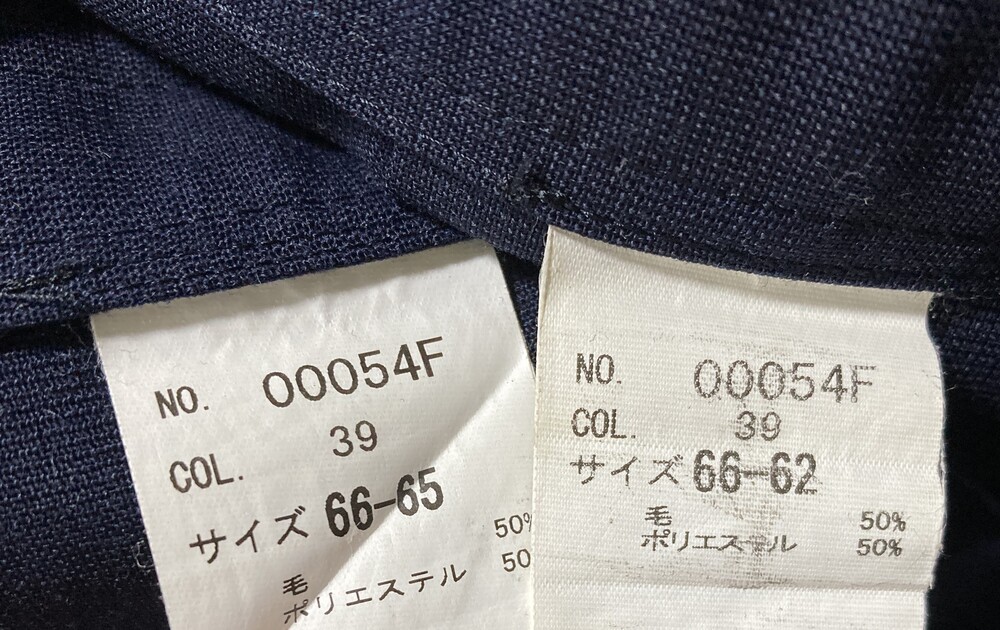 NO. 00054F
COL. 39
サイズ 66-65
毛 50%
ポリエステル 50
NO. 00054F
COL. 39
サイズ 66-62
毛 50%
ポリエステル 50%